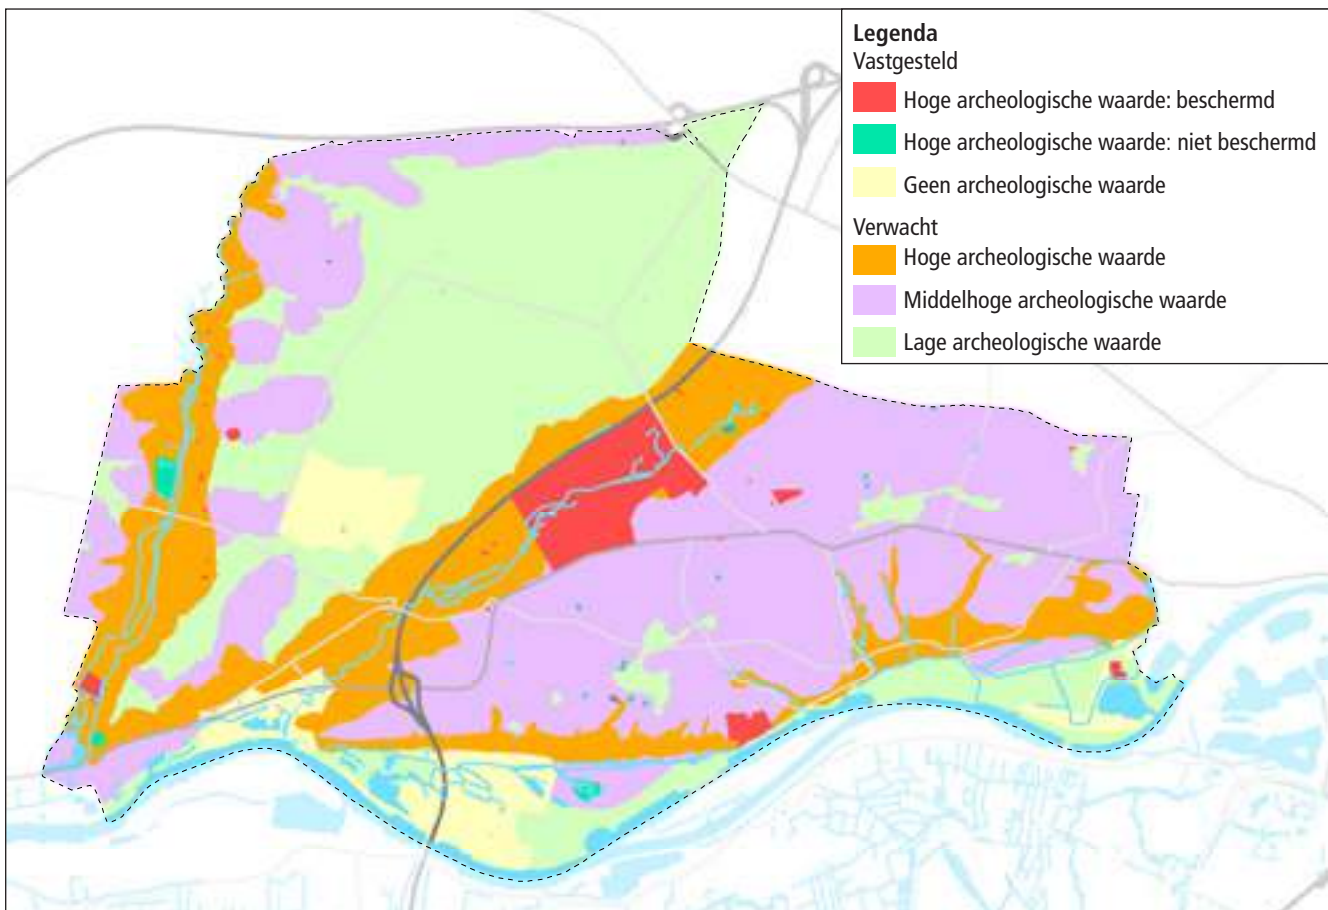 Legenda
Vastgesteld
Hoge archeologische waarde: beschermd
Hoge archeologische waarde: niet beschermd
Geen archeologische waarde
Verwacht
Hoge archeologische waarde
Middelhoge archeologische waarde
Lage archeologische waarde